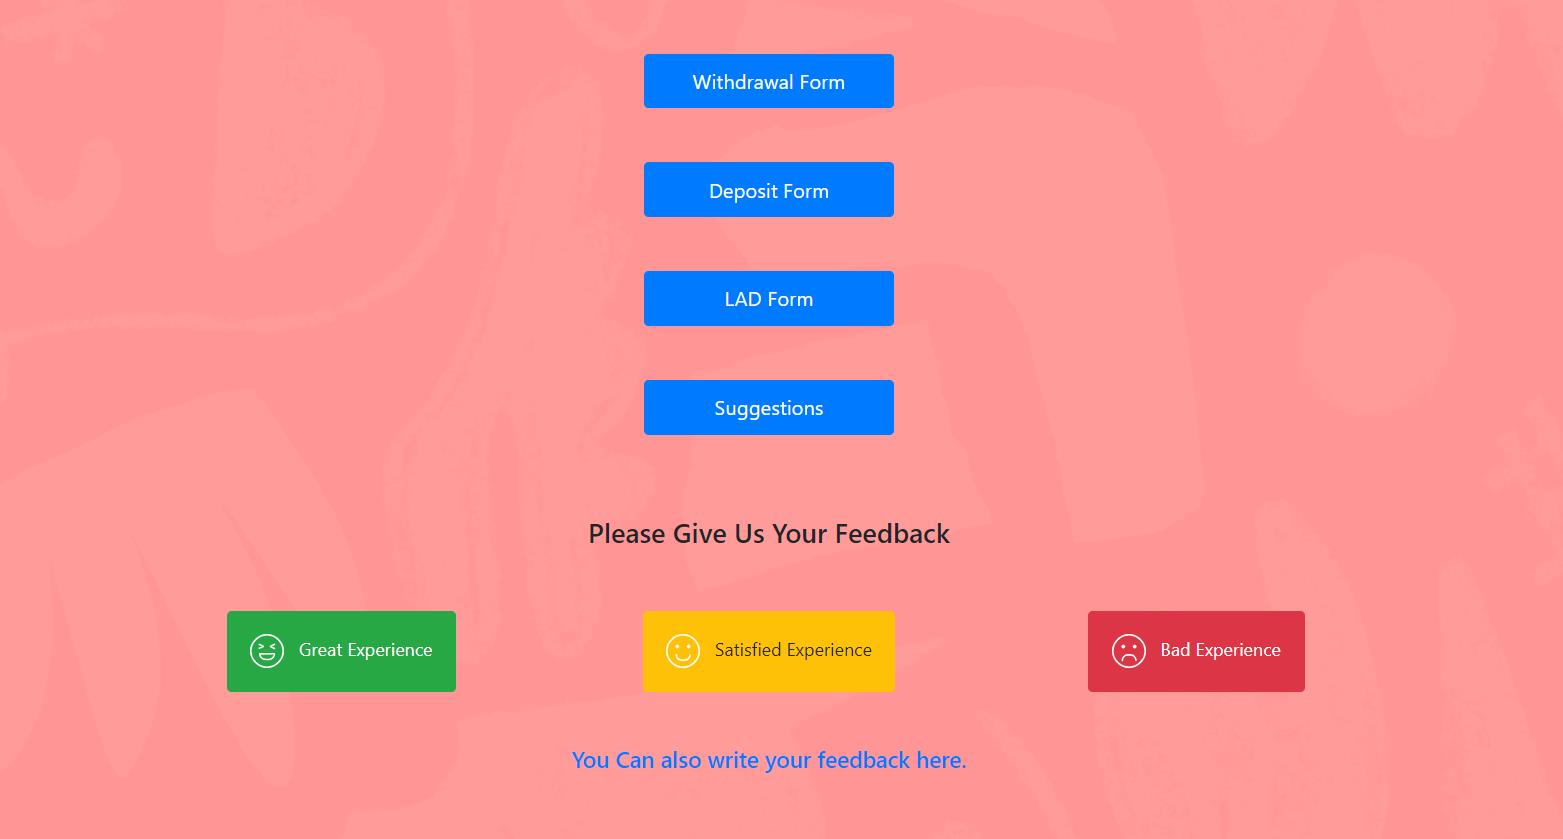 Withdrawal Form
Deposit Form
LAD Form
Suggestions
Please Give Us Your Feedback
Great Experience
Satisfied Experience
Bad Experience
You Can also write your feedback here.